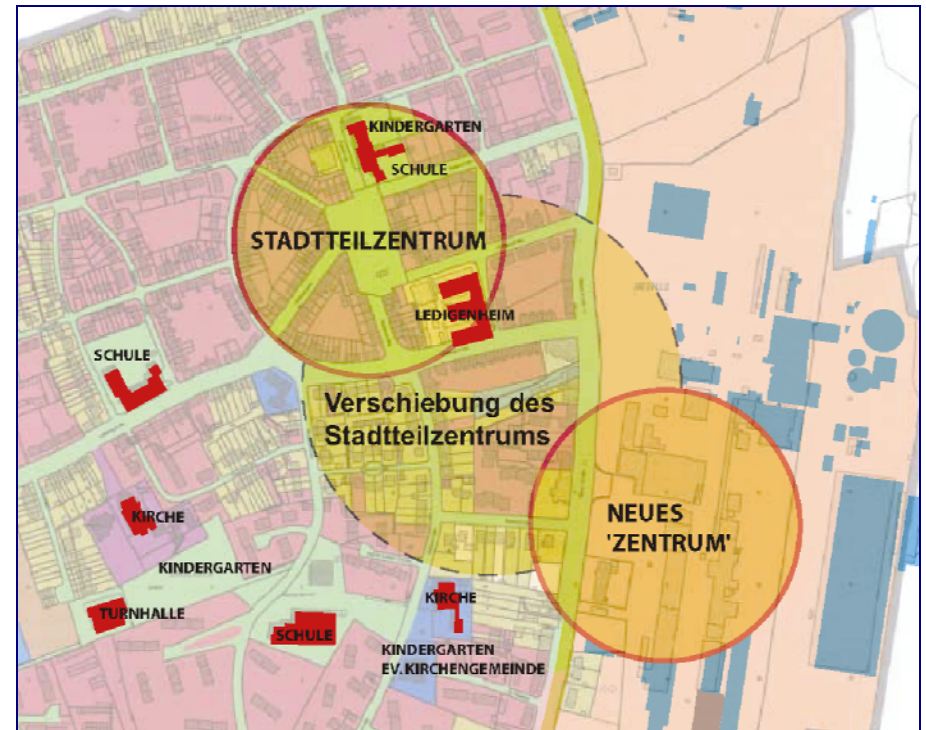 KINDERGARTEN
SCHULE
STADTTEILZENTRUM
LEDIGENHEIM
SCHULE
Verschiebung des
Stadtteilzentrums
NEUES
'ZENTRUM'
KIRCHE
KINDERGARTEN
TURNHALLE
SCHULE
KIRCHE
KINDERGARTEN
EV. KIRCHENGEMEINDE